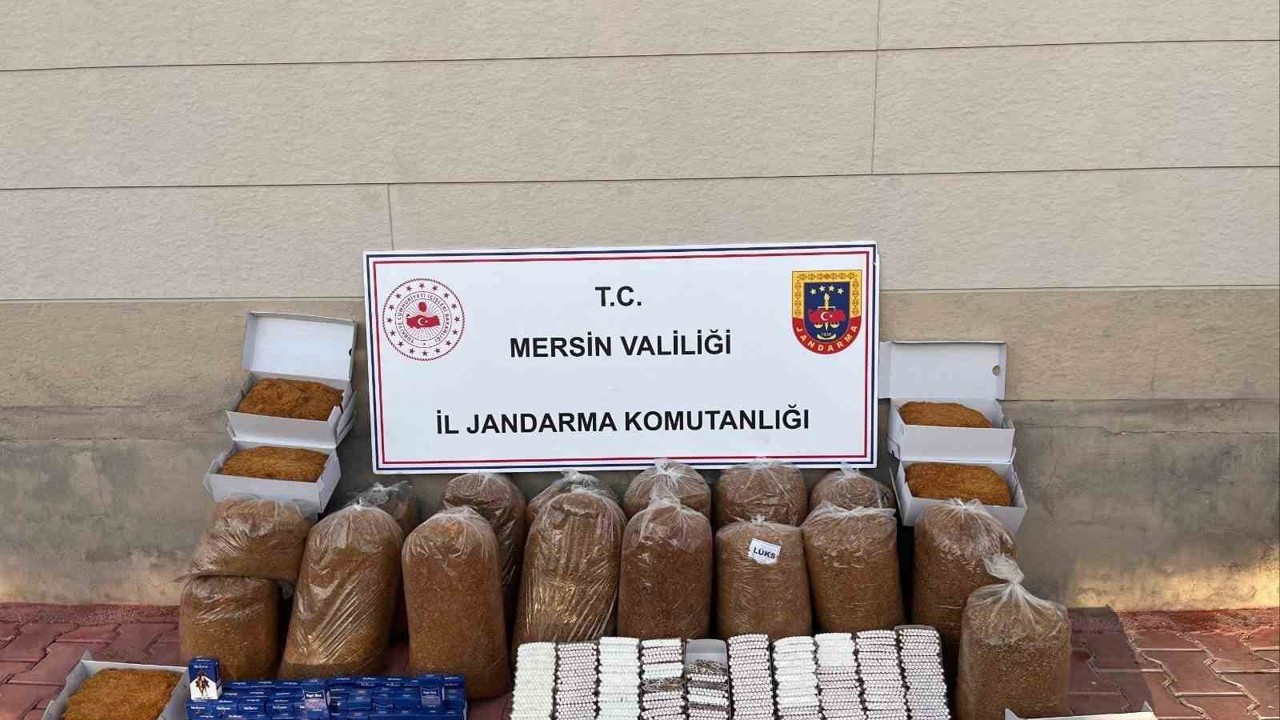 T.C.
MERSİN VALİLİĞİ
İL JANDARMA KOMUTANLIĞI
JANDARMA
LÜKS